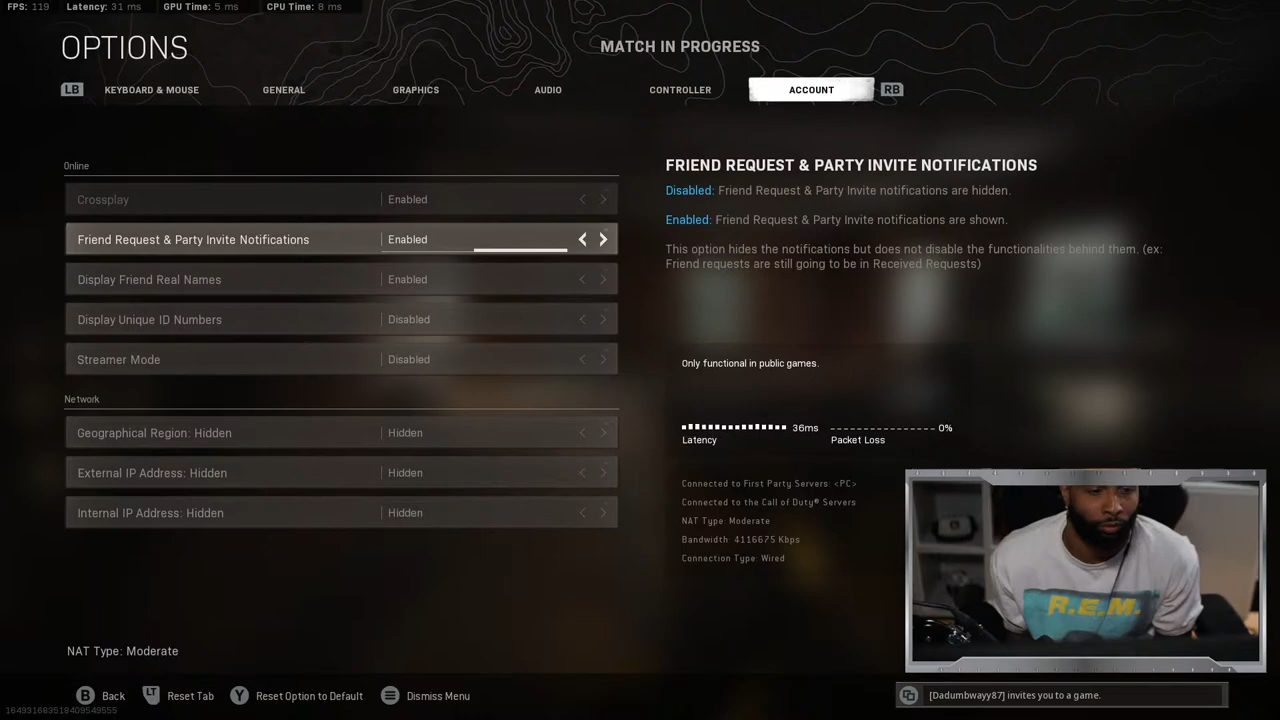 FPS: 119 Latency: 31 ms GPU Time: 5 ms CPU Time: 8 ms
OPTIONS
MATCH IN PROGRESS
LB KEYBOARD & MOUSE GENERAL GRAPHICS AUDIO CONTROLLER ACCOUNT RB
Online
Crossplay Enabled
Friend Request & Party Invite Notifications Enabled
Display Friend Real Names Enabled
Display Unique ID Numbers Disabled
Streamer Mode Disabled
Network
Geographical Region: Hidden Hidden
External IP Address: Hidden Hidden
Internal IP Address: Hidden Hidden
FRIEND REQUEST & PARTY INVITE NOTIFICATIONS
Disabled: Friend Request & Party Invite notifications are hidden.
Enabled: Friend Request & Party Invite notifications are shown.
This option hides the notifications but does not disable the functionalities behind them. (ex:
Friend requests are still going to be in Received Requests)
Only functional in public games.
36ms 0%
Latency Packet Loss
Connected to First Party Servers: <PC>
Connected to the Call of Duty® Servers
NAT Type: Moderate
Bandwidth: 4116675 Kbps
Connection Type: Wired
R.E.M.
NAT Type: Moderate
B Back LT Reset Tab Y Reset Option to Default Dismiss Menu
[Dadumbwayy87] invites you to a game.